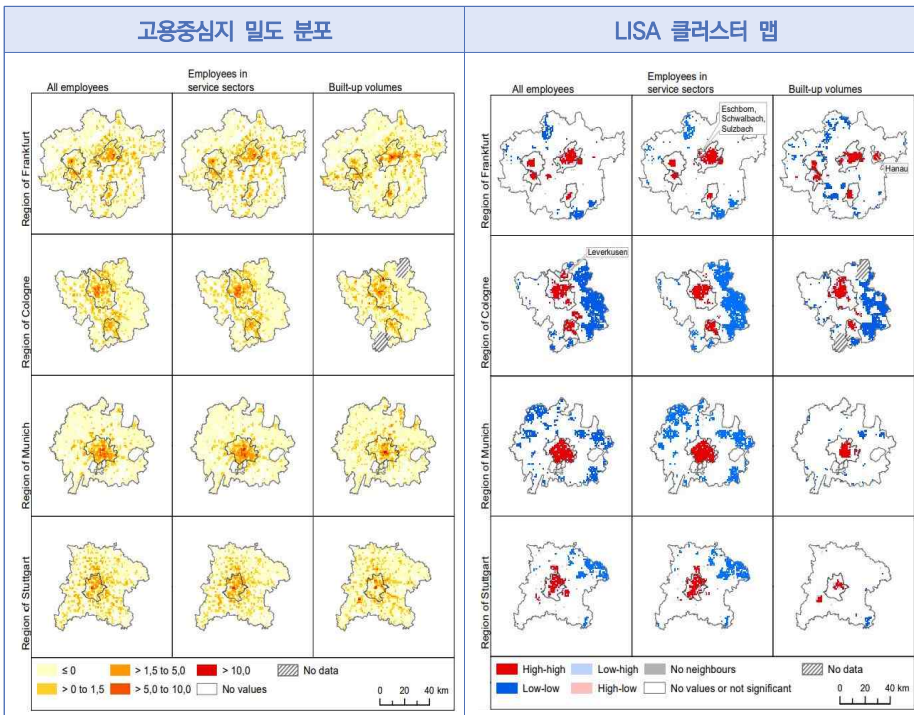 고용중심지 밀도 분포
All employees
Employees in
service sectors
Built-up volumes
Region of Frankfurt
Region of Cologne
Region of Munich
Region of Stuttgart
≤ 0
> 1,5 to 5,0
> 10,0
No data
> 0 to 1,5
> 5,0 to 10,0
No values
0 20 40 km
LISA 클러스터 맵
All employees
Employees in
service sectors
Built-up volumes
Region of Frankfurt
Eschborn,
Schwalbach,
Sulzbach
Hanau
Region of Cologne
Leverkusen
Region of Munich
Region of Stuttgart
High-high
Low-high
No neighbours
No data
Low-low
High-low
No values or not significant
0 20 40 km